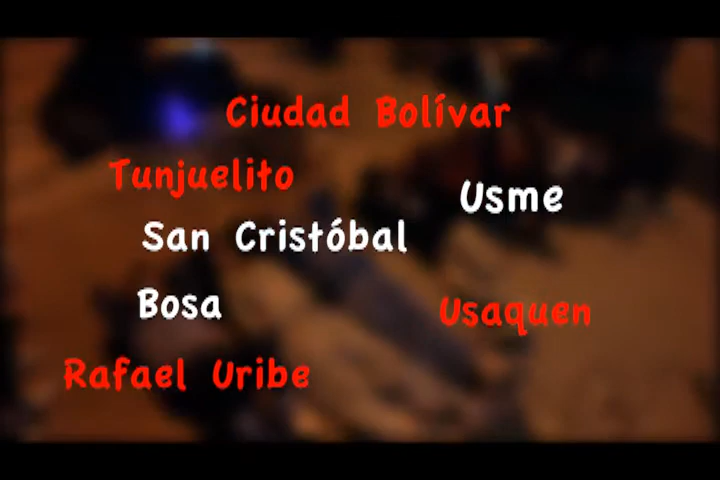 Ciudad Bolívar
Tunjuelito
Usme
San Cristóbal
Bosa
Usaquen
Rafael Uribe